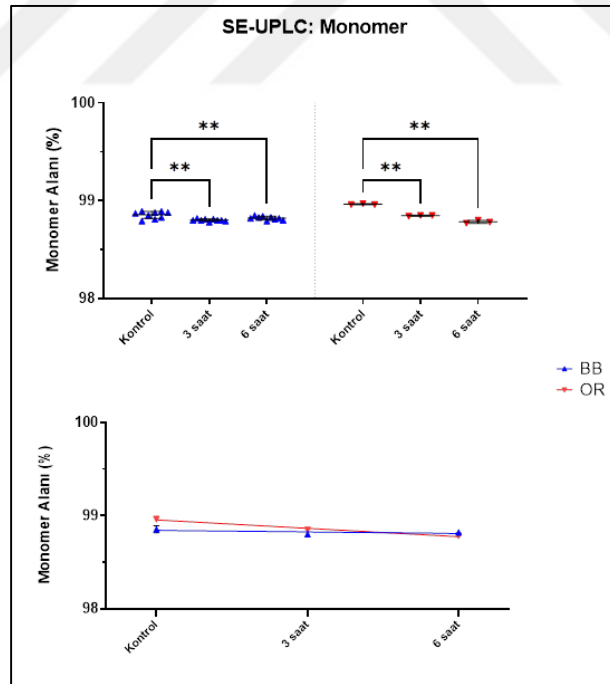 SE-UPLC: Monomer
100
99
98
Monomer Alanı (%)
**
**
**
**
Kontrol
3 saat
6 saat
Kontrol
3 saat
6 saat
BB
OR
100
99
98
Monomer Alanı (%)
Kontrol
3 saat
6 saat